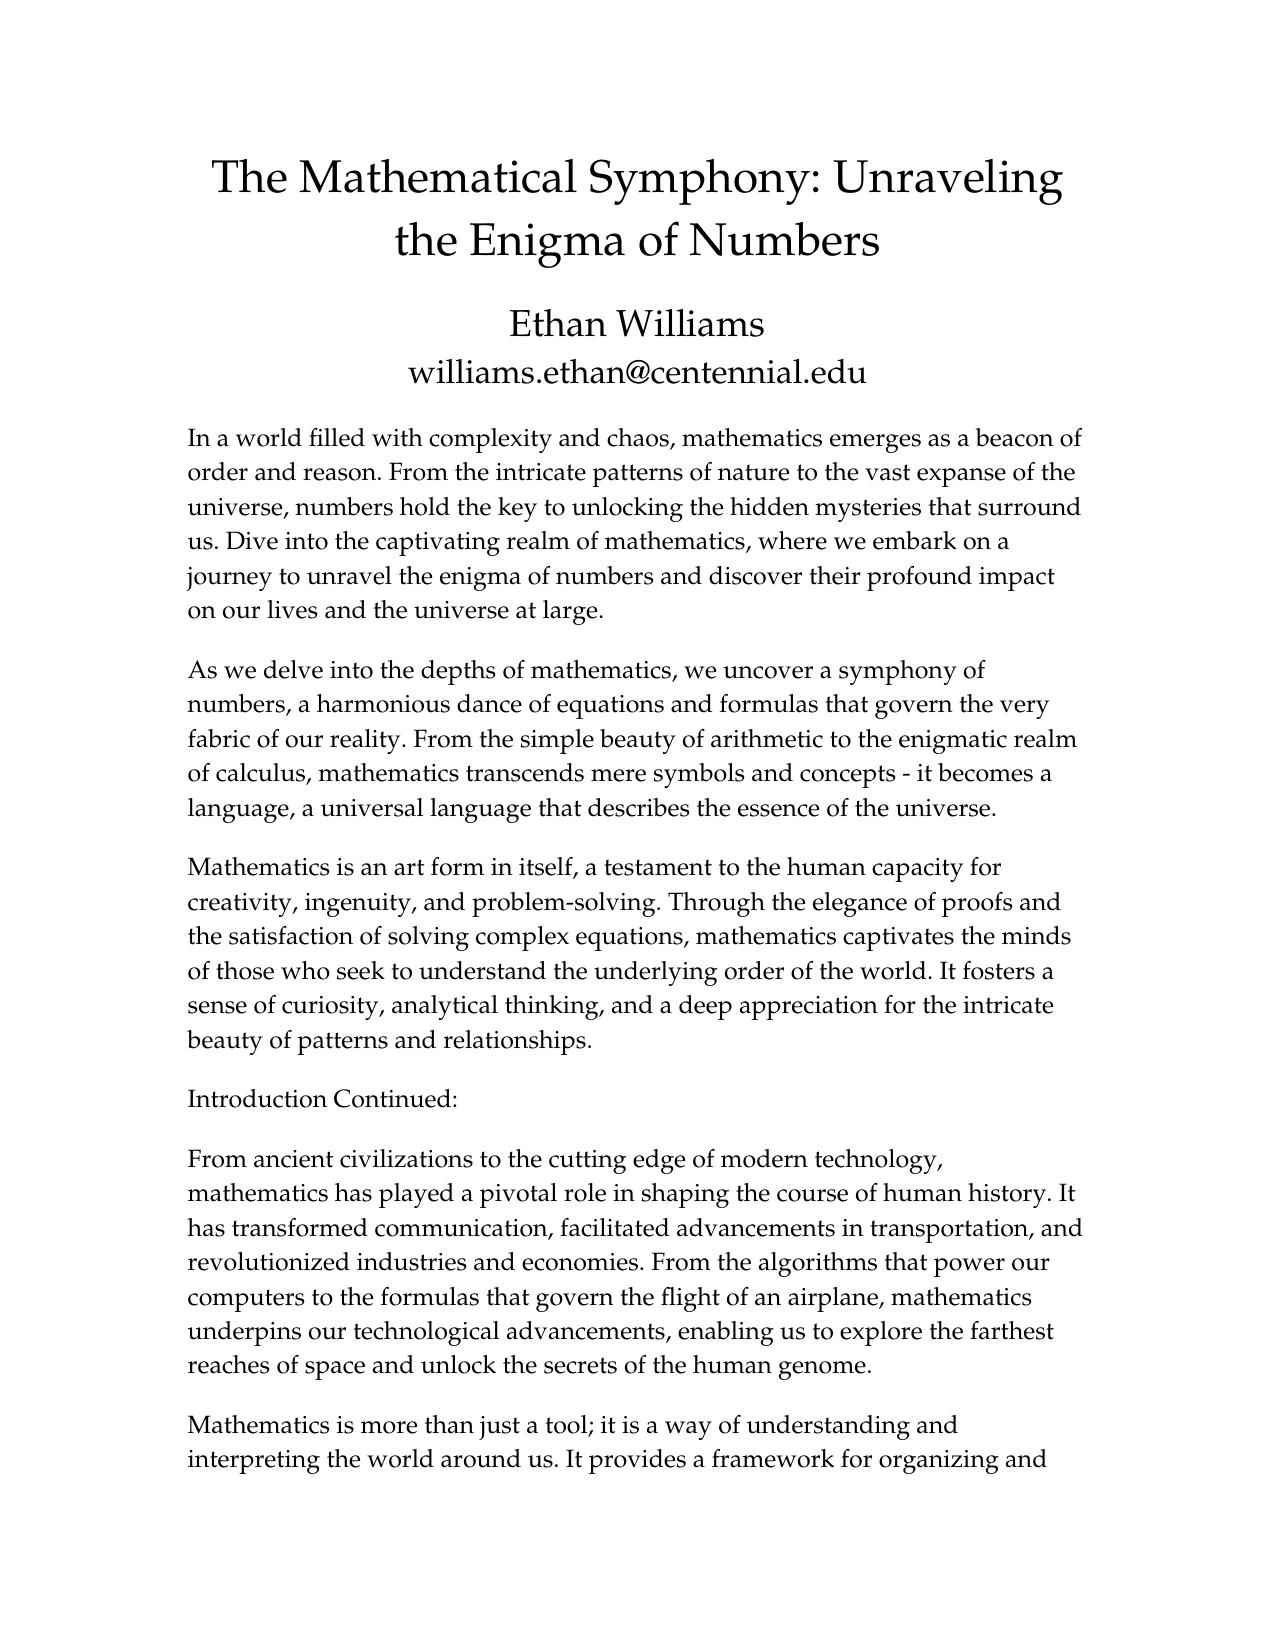 The Mathematical Symphony: Unraveling
the Enigma of Numbers
Ethan Williams
williams.ethan@centennial.edu
In a world filled with complexity and chaos, mathematics emerges as a beacon of
order and reason. From the intricate patterns of nature to the vast expanse of the
universe, numbers hold the key to unlocking the hidden mysteries that surround
us. Dive into the captivating realm of mathematics, where we embark on a
journey to unravel the enigma of numbers and discover their profound impact
on our lives and the universe at large.
As we delve into the depths of mathematics, we uncover a symphony of
numbers, a harmonious dance of equations and formulas that govern the very
fabric of our reality. From the simple beauty of arithmetic to the enigmatic realm
of calculus, mathematics transcends mere symbols and concepts - it becomes a
language, a universal language that describes the essence of the universe.
Mathematics is an art form in itself, a testament to the human capacity for
creativity, ingenuity, and problem-solving. Through the elegance of proofs and
the satisfaction of solving complex equations, mathematics captivates the minds
of those who seek to understand the underlying order of the world. It fosters a
sense of curiosity, analytical thinking, and a deep appreciation for the intricate
beauty of patterns and relationships.
Introduction Continued:
From ancient civilizations to the cutting edge of modern technology,
mathematics has played a pivotal role in shaping the course of human history. It
has transformed communication, facilitated advancements in transportation, and
revolutionized industries and economies. From the algorithms that power our
computers to the formulas that govern the flight of an airplane, mathematics
underpins our technological advancements, enabling us to explore the farthest
reaches of space and unlock the secrets of the human genome.
Mathematics is more than just a tool; it is a way of understanding and
interpreting the world around us. It provides a framework for organizing and